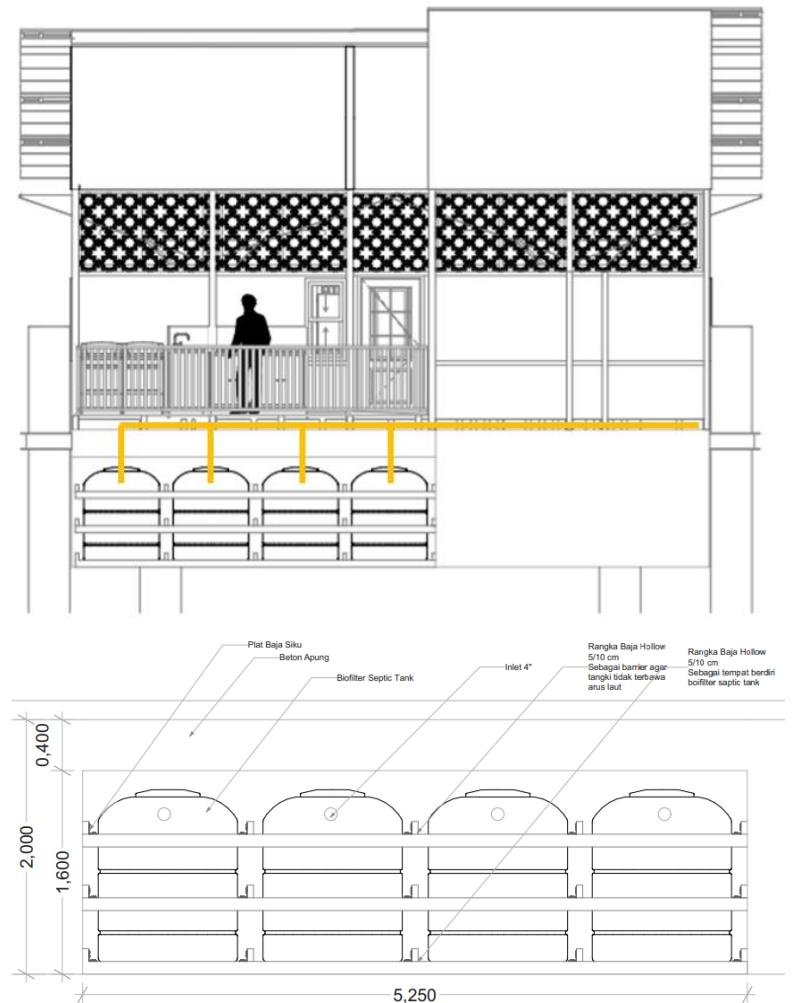 Plat Baja Siku
Beton Apung
Biofilter Septic Tank
Inlet 4"
Rangka Baja Hollow
5/10 cm
Sebagai barrier agar
tangki tidak terbawa
arus laut
Rangka Baja Hollow
5/10 cm
Sebagai tempat berdiri
boifilter saptic tank
0,400
2,000
1,600
5,250